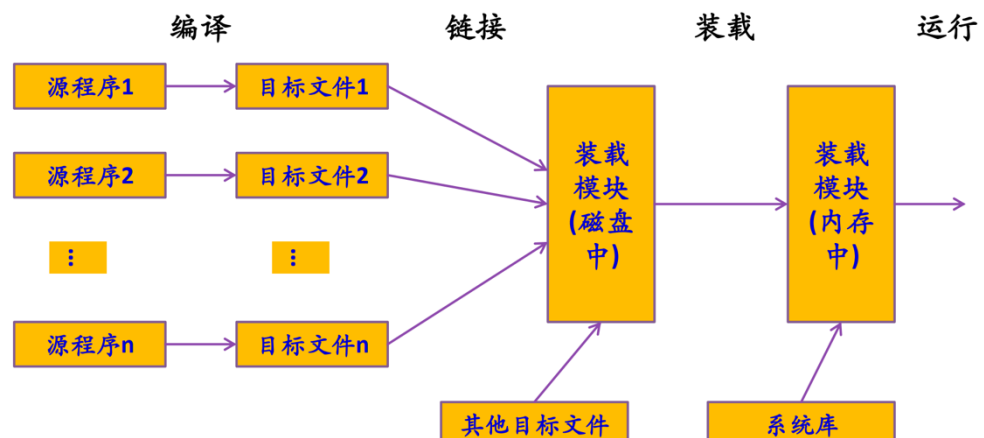 编译 链接 装载 运行
源程序1 目标文件1
源程序2 目标文件2
装载
模块
(磁盘
中)
装载
模块
(内存
中)
⋮ ⋮
源程序n 目标文件n
其他目标文件 系统库